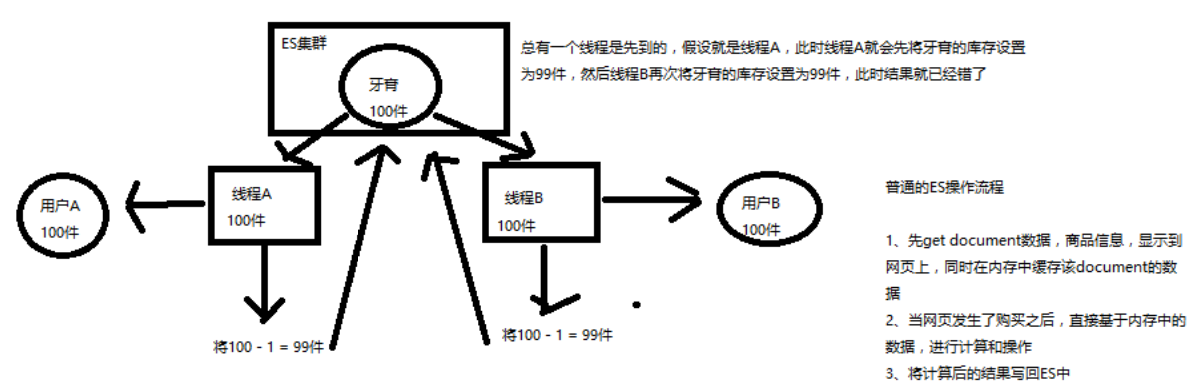 ES集群
总有一个线程是先到的，假设就是线程A，此时线程A就会先将牙膏的库存设置
为99件，然后线程B再次将牙膏的库存设置为99件，此时结果就已经错了
牙膏
100件
线程A
100件
线程B
100件
用户A
100件
用户B
100件
将100 - 1 = 99件
将100 - 1 = 99件
普通的ES操作流程
1、先get document数据，商品信息，显示到
网页上，同时在内存中缓存该document的数
据
2、当网页发生了购买之后，直接基于内存中的
数据，进行计算和操作
3、将计算后的结果写回ES中